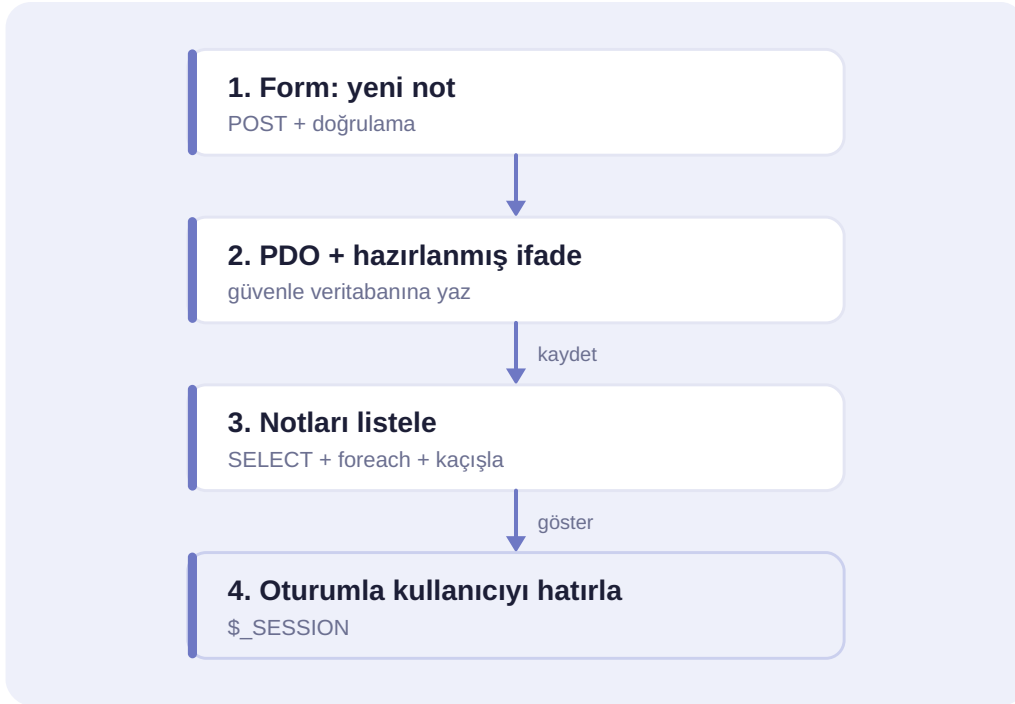 1. Form: yeni not
POST + doğrulama
2. PDO + hazırlanmış ifade
güvenle veritabanına yaz
kaydet
3. Notları listele
SELECT + foreach + kaçışla
göster
4. Oturumla kullanıcıyı hatırla
$_SESSION